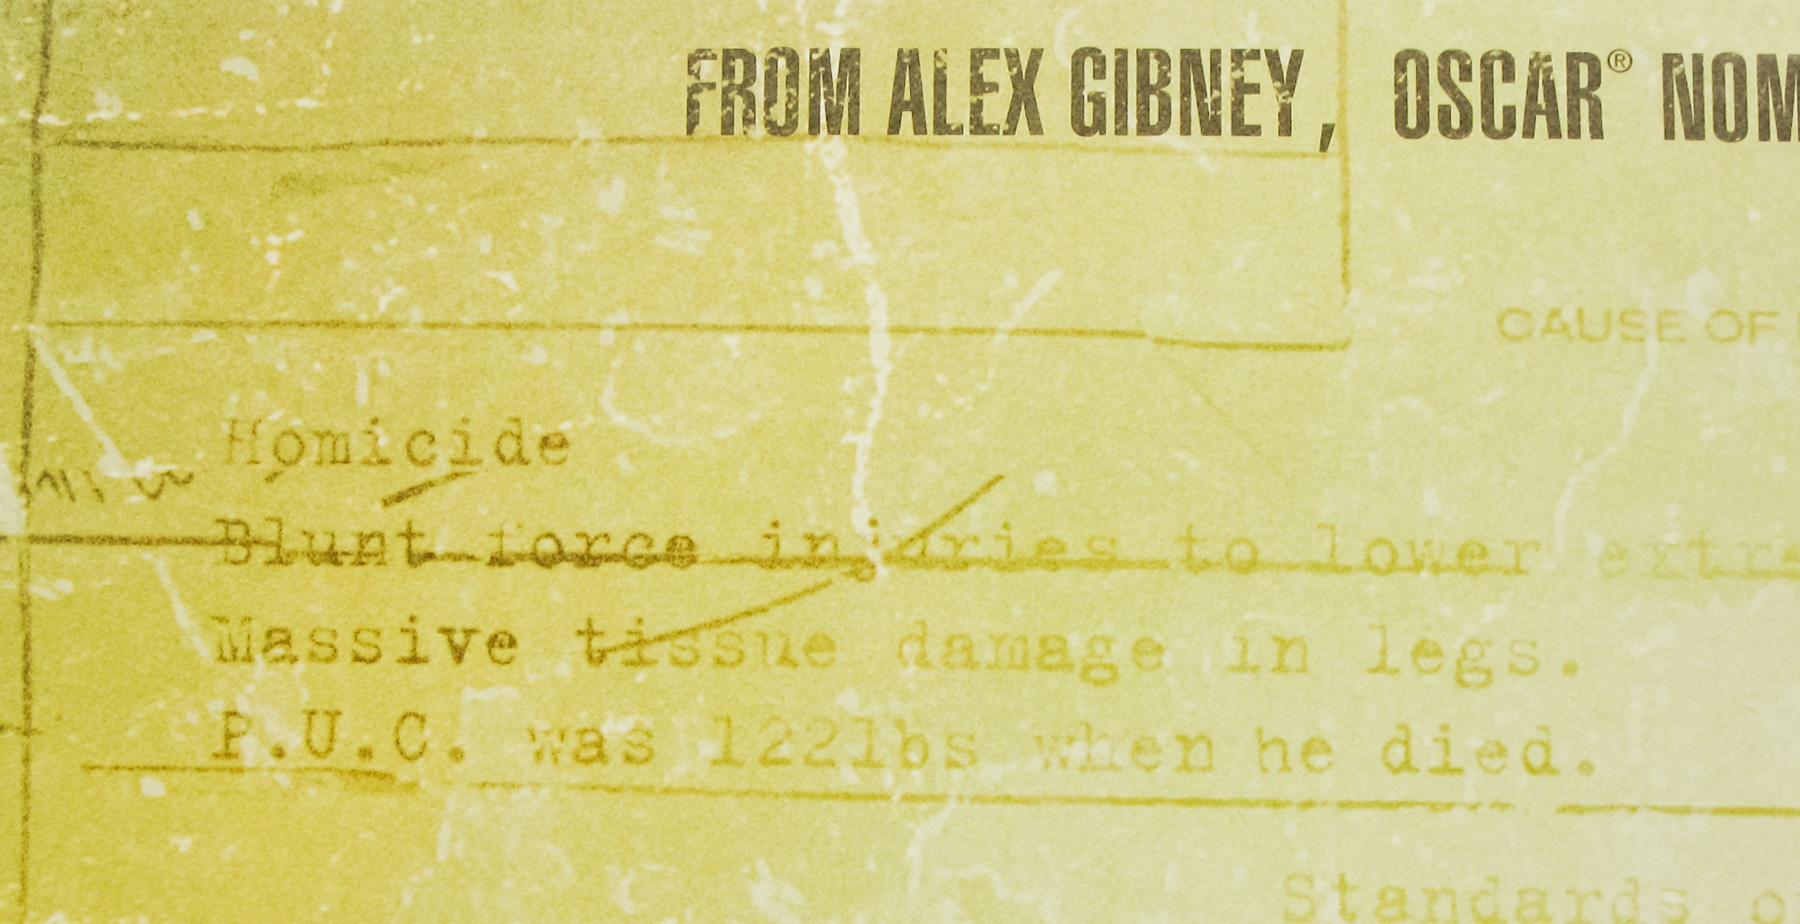 FROM ALEX GIBNEY, OSCAR® NOM
CAUSE OF
Homicide
Blunt force injuries to lower extre
Massive tissue damage in legs.
P.U.C. was 122lbs when he died.
Standards o